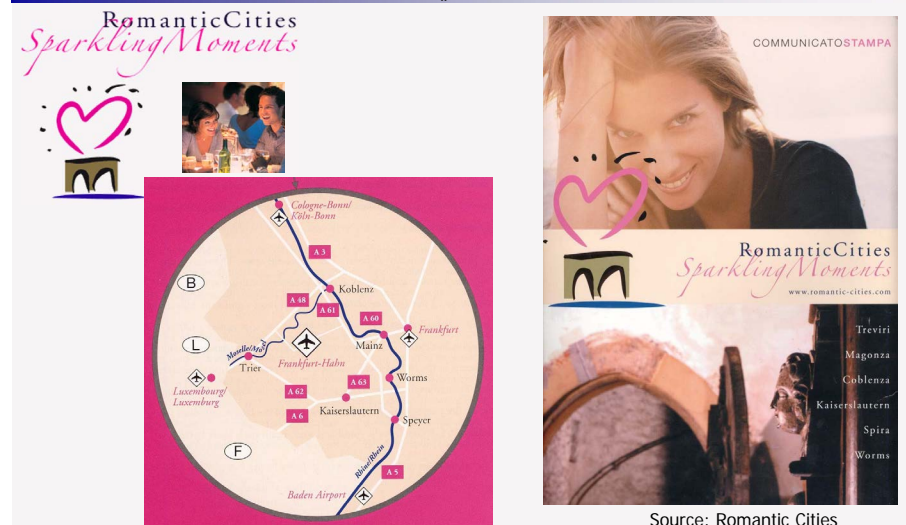 RomanticCities
SparklingMoments
Cologne-Bonn/
Köln-Bonn
A 3
B
Koblenz
A 48
A 61
A 60
L
Frankfurt
Moselle/Mosel
Mainz
Trier
Frankfurt-Hahn
Luxembourg/
Luxemburg
A 63
Worms
A 62
Kaiserslautern
A 6
Speyer
F
Rhine/Rhein
A 5
Baden Airport
COMMUNICATOSTAMPA
RomanticCities
SparklingMoments
www.romantic-cities.com
Treviri
Magonza
Coblenza
Kaiserslautern
Spira
Worms
Source: Romantic Cities